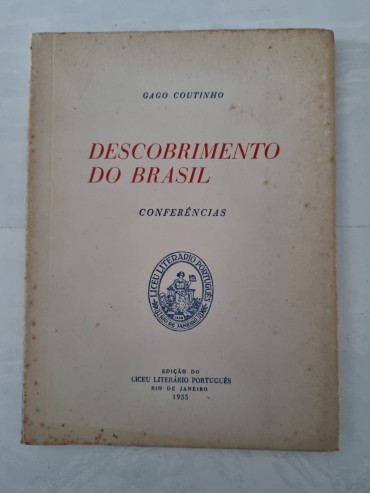 GAGO COUTINHO
DESCOBRIMENTO
DO BRASIL
CONFERÊNCIAS
LICEU LITERARIO PORTUGUÊS
RIO DE JANEIRO
EDIÇÃO DO
LICEU LITERÁRIO PORTUGUÊS
RIO DE JANEIRO
1955